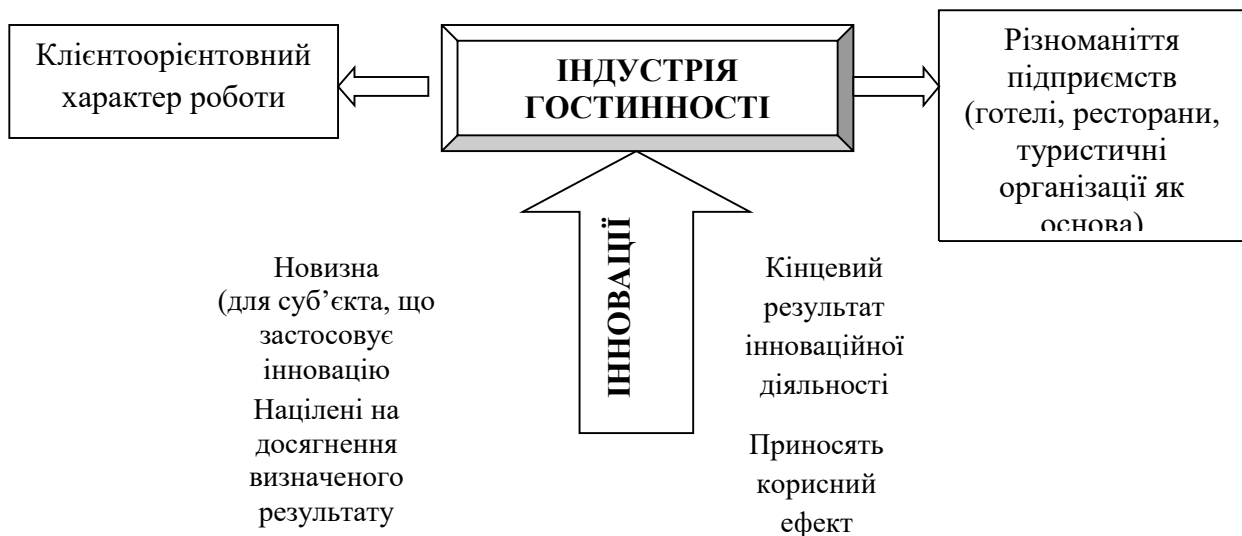 Клієнтоорієнтовний
характер роботи
ІНДУСТРІЯ
ГОСТИННОСТІ
Різноманіття
підприємств
(готелі, ресторани,
туристичні
організації як
основа)
ІННОВАЦІЇ
Новизна
(для суб’єкта, що
застосовує
інновацію
Націлені на
досягнення
визначеного
результату
Кінцевий
результат
інноваційної
діяльності
Приносять
корисний
ефект